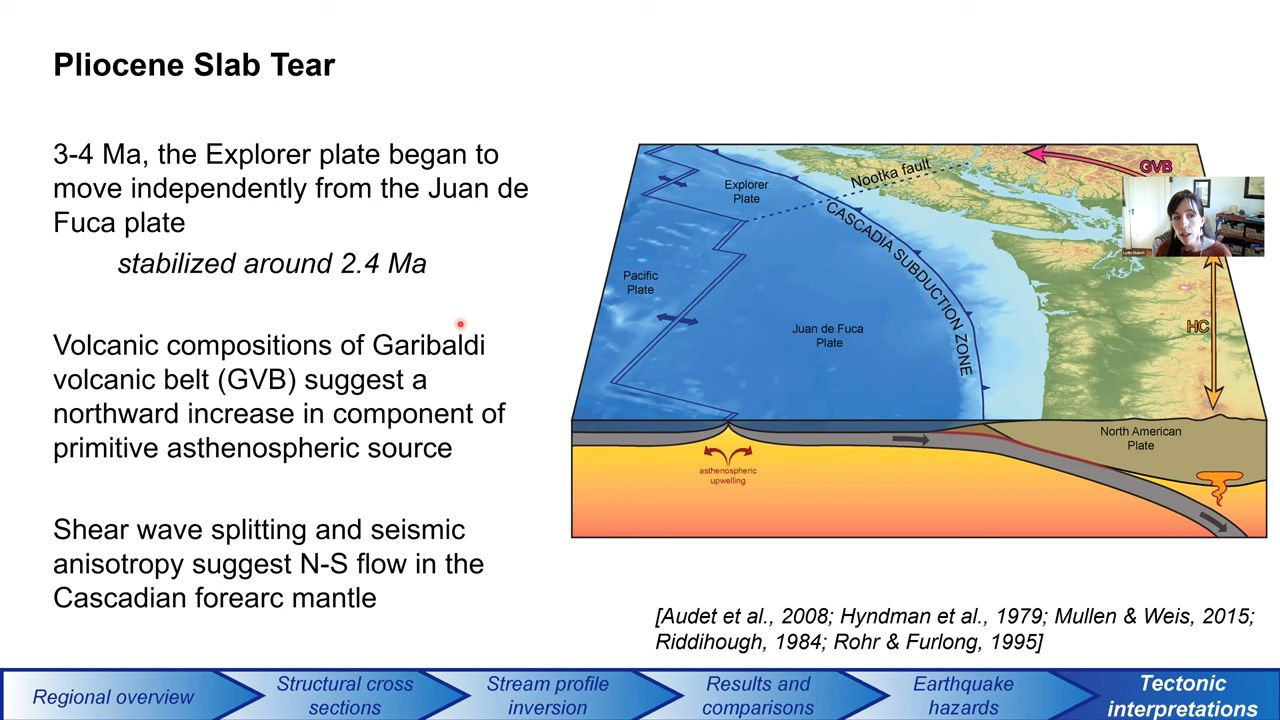 Pliocene Slab Tear
3-4 Ma, the Explorer plate began to
move independently from the Juan de
Fuca plate
stabilized around 2.4 Ma
Volcanic compositions of Garibaldi
volcanic belt (GVB) suggest a
northward increase in component of
primitive asthenospheric source
Shear wave splitting and seismic
anisotropy suggest N-S flow in the
Cascadian forearc mantle
Explorer
Plate
Nootka fault
GVB
CASCADIA SUBDUCTION ZONE
Pacific
Plate
Juan de Fuca
Plate
HC
North American
Plate
asthenospheric
upwelling
[Audet et al., 2008; Hyndman et al., 1979; Mullen & Weis, 2015;
Riddihough, 1984; Rohr & Furlong, 1995]
Regional overview
Structural cross
sections
Stream profile
inversion
Results and
comparisons
Earthquake
hazards
Tectonic
interpretations